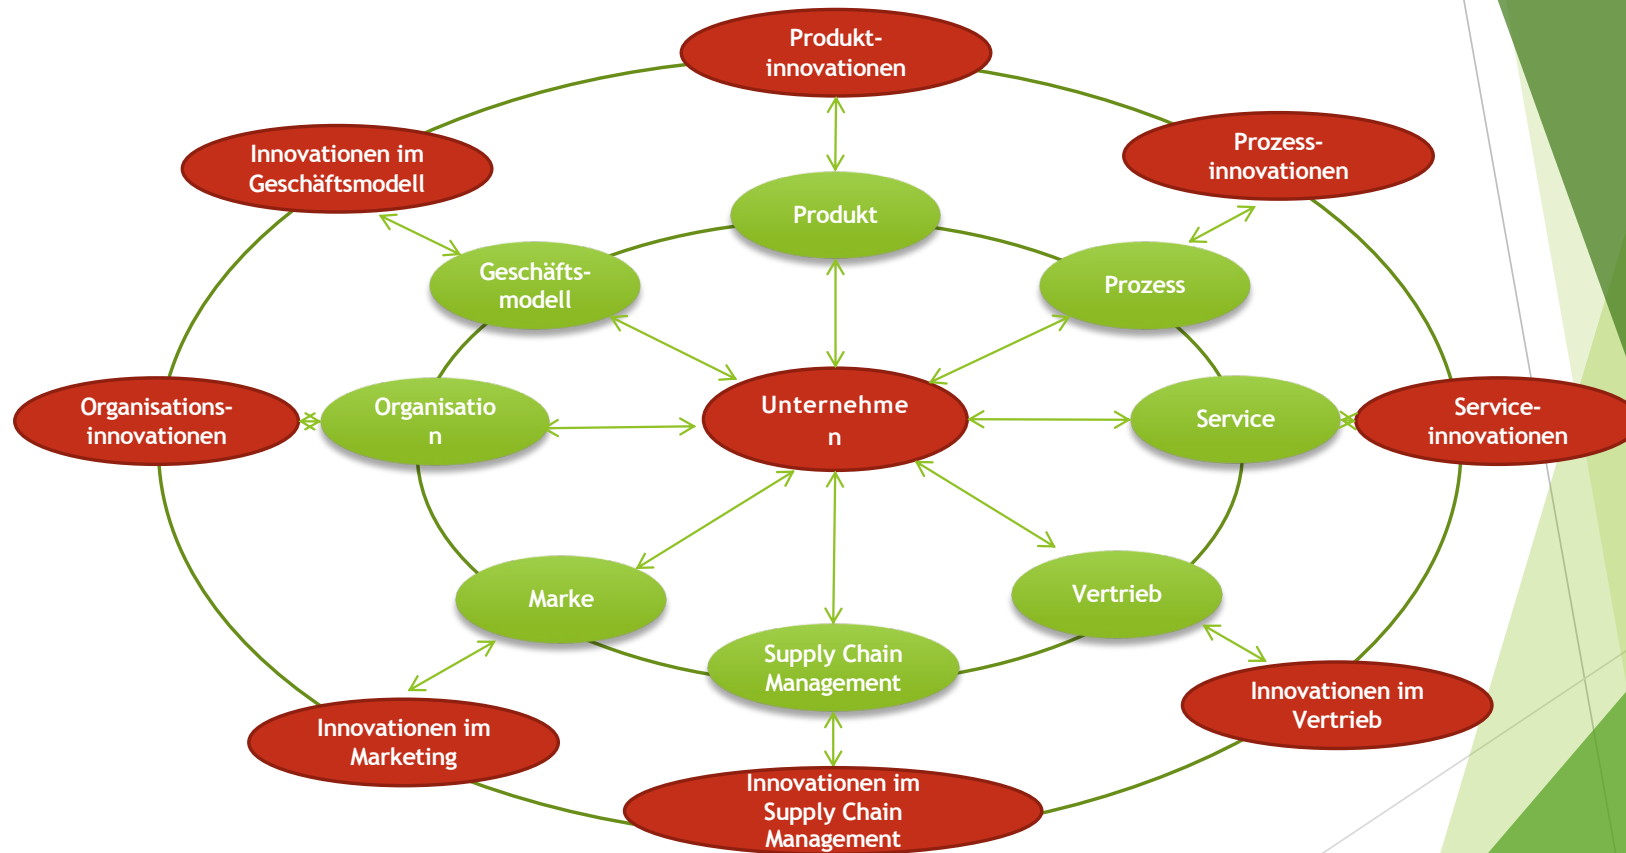 Produkt-
innovationen
Innovationen im
Geschäftsmodell
Prozess-
innovationen
Produkt
Geschäfts-
modell
Prozess
Organisations-
innovationen
Organisatio
n
Unternehme
n
Service
Service-
innovationen
Marke
Vertrieb
Supply Chain
Management
Innovationen im
Marketing
Innovationen im
Vertrieb
Innovationen im
Supply Chain
Management